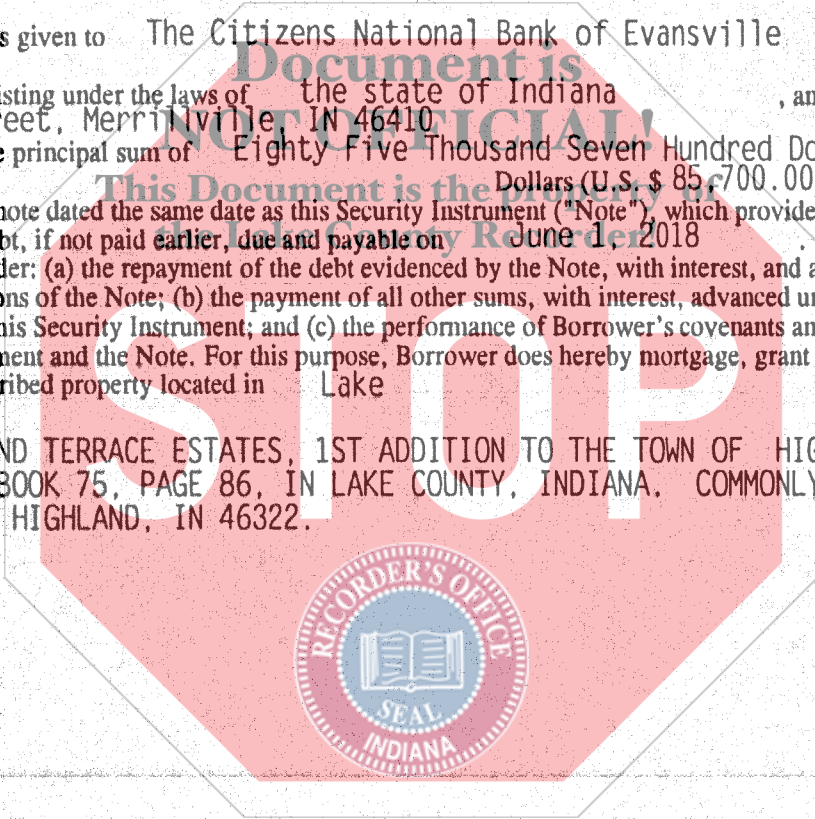 s given to The Citizens National Bank of Evansville
Document is
isting under the laws of the state of Indiana , an
reet, Merrillville, IN 46410
NOT OFFICIAL!
e principal sum of Eighty Five Thousand Seven Hundred Do
Dollars (U.S. $ 85,700.00
This Document is the property of
note dated the same date as this Security Instrument ("Note"), which provide
the Lake County Recorder!
bt, if not paid earlier, due and payable on June 1, 2018 .
der: (a) the repayment of the debt evidenced by the Note, with interest, and a
ons of the Note; (b) the payment of all other sums, with interest, advanced u
his Security Instrument; and (c) the performance of Borrower's covenants an
ment and the Note. For this purpose, Borrower does hereby mortgage, grant
ribed property located in Lake
STOP
ND TERRACE ESTATES, 1ST ADDITION TO THE TOWN OF HIG
BOOK 75, PAGE 86, IN LAKE COUNTY, INDIANA. COMMONLY
HIGHLAND, IN 46322.
RECORDER'S OFFICE
SEAL
INDIANA